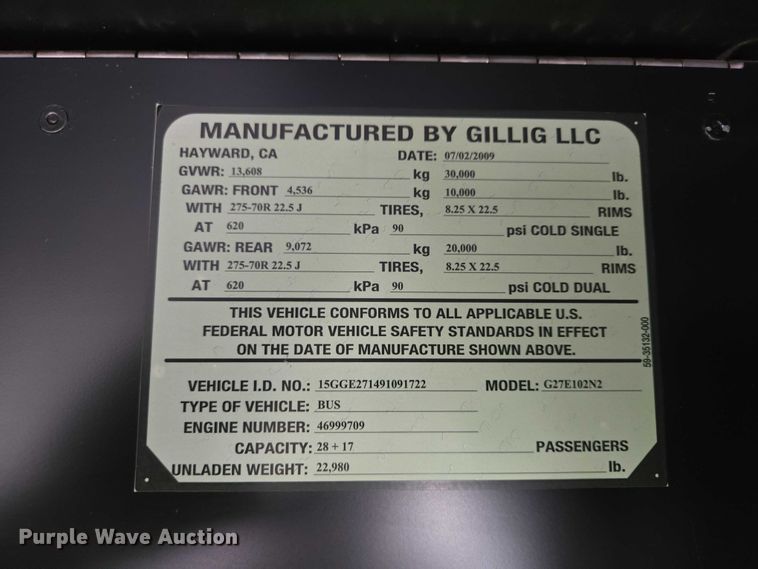 MANUFACTURED BY GILLIG LLC
HAYWARD, CA DATE: 07/02/2009
GVWR: 13,608 kg 30,000 lb.
GAWR: FRONT 4,536 kg 10,000 lb.
WITH 275-70R 22.5 J TIRES, 8.25 X 22.5 RIMS
AT 620 kPa 90 psi COLD SINGLE
GAWR: REAR 9,072 kg 20,000 lb.
WITH 275-70R 22.5 J TIRES, 8.25 X 22.5 RIMS
AT 620 kPa 90 psi COLD DUAL
THIS VEHICLE CONFORMS TO ALL APPLICABLE U.S.
FEDERAL MOTOR VEHICLE SAFETY STANDARDS IN EFFECT
ON THE DATE OF MANUFACTURE SHOWN ABOVE.
59-35132-000
VEHICLE I.D. NO.: 15GGE271491091722 MODEL: G27E102N2
TYPE OF VEHICLE: BUS
ENGINE NUMBER: 46999709
CAPACITY: 28 + 17 PASSENGERS
UNLADEN WEIGHT: 22,980 lb.
Purple Wave Auction